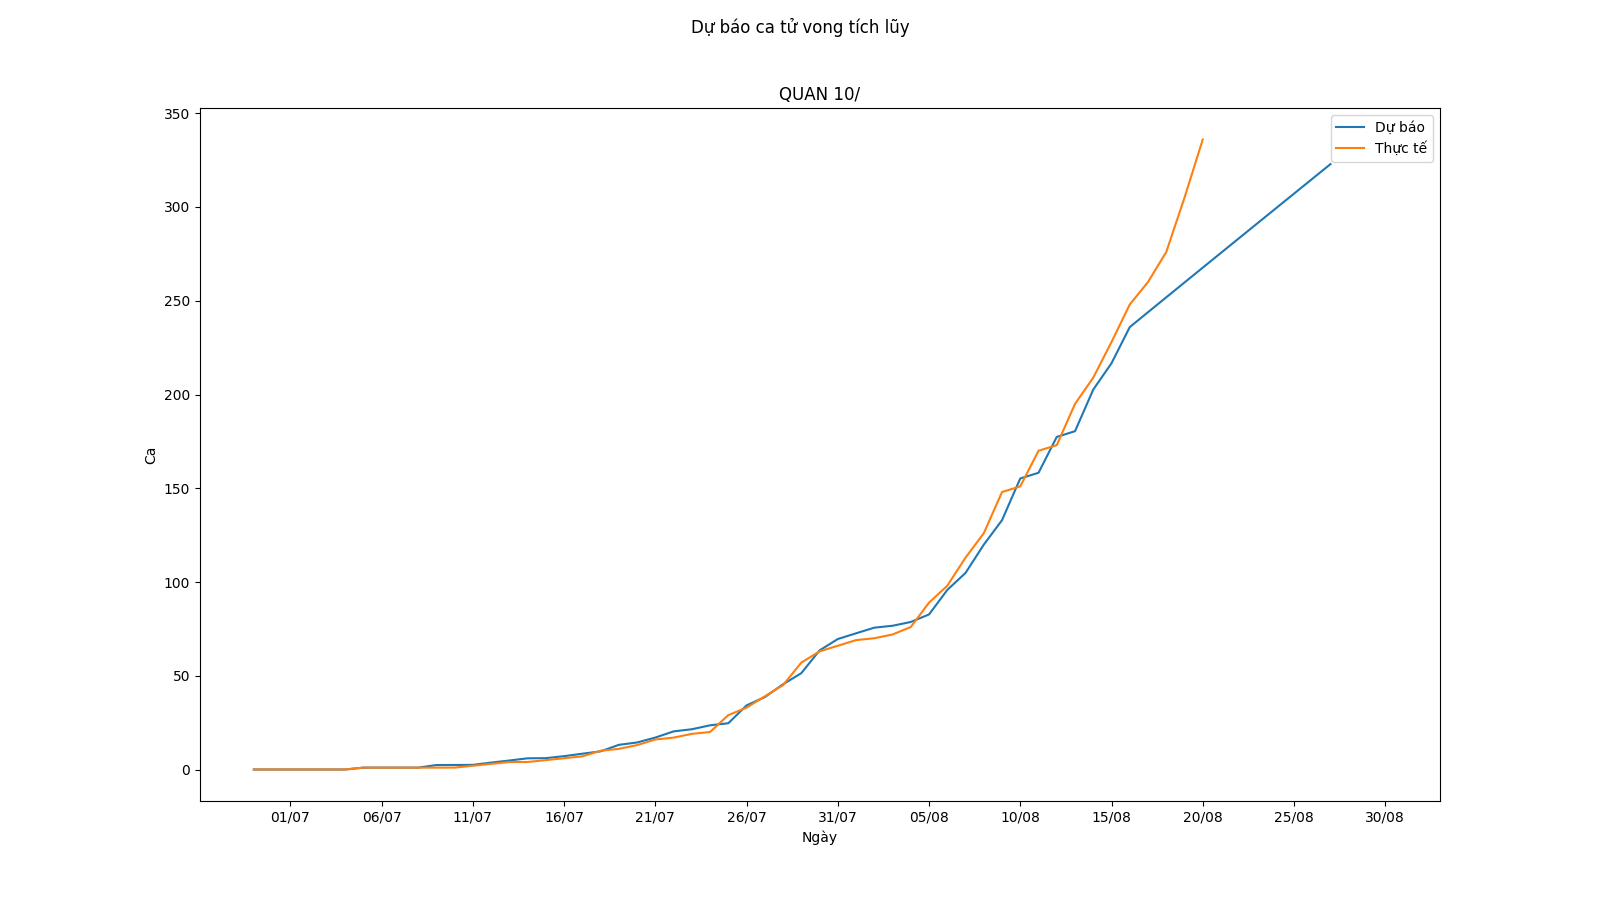 Dự báo ca tử vong tích lũy
QUAN 10/
350
300
250
200
150
100
50
0
Ca
Dự báo
Thực tế
01/07 06/07 11/07 16/07 21/07 26/07 31/07 05/08 10/08 15/08 20/08 25/08 30/08
Ngày